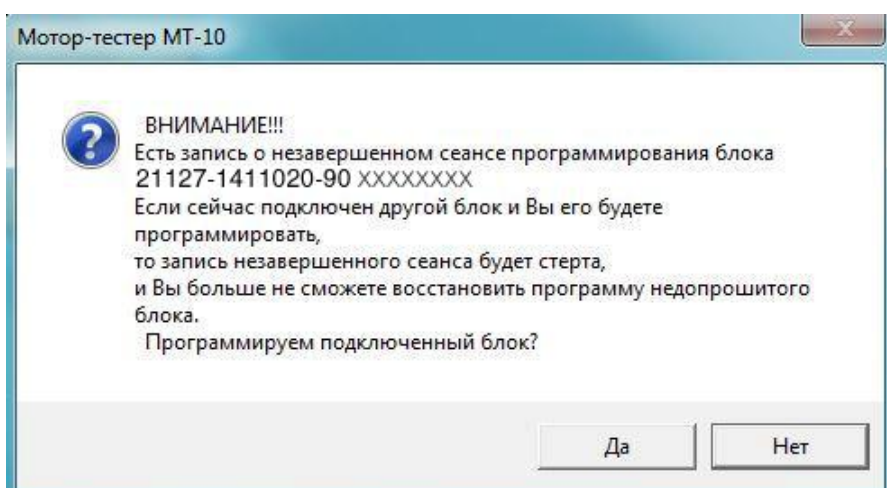 Мотор-тестер МТ-10
ВНИМАНИЕ!!!
Есть запись о незавершенном сеансе программирования блока
21127-1411020-90 XXXXXXXX
Если сейчас подключен другой блок и Вы его будете
программировать,
то запись незавершенного сеанса будет стерта,
и Вы больше не сможете восстановить программу недопрошитого
блока.
Программируем подключенный блок?
Да Нет